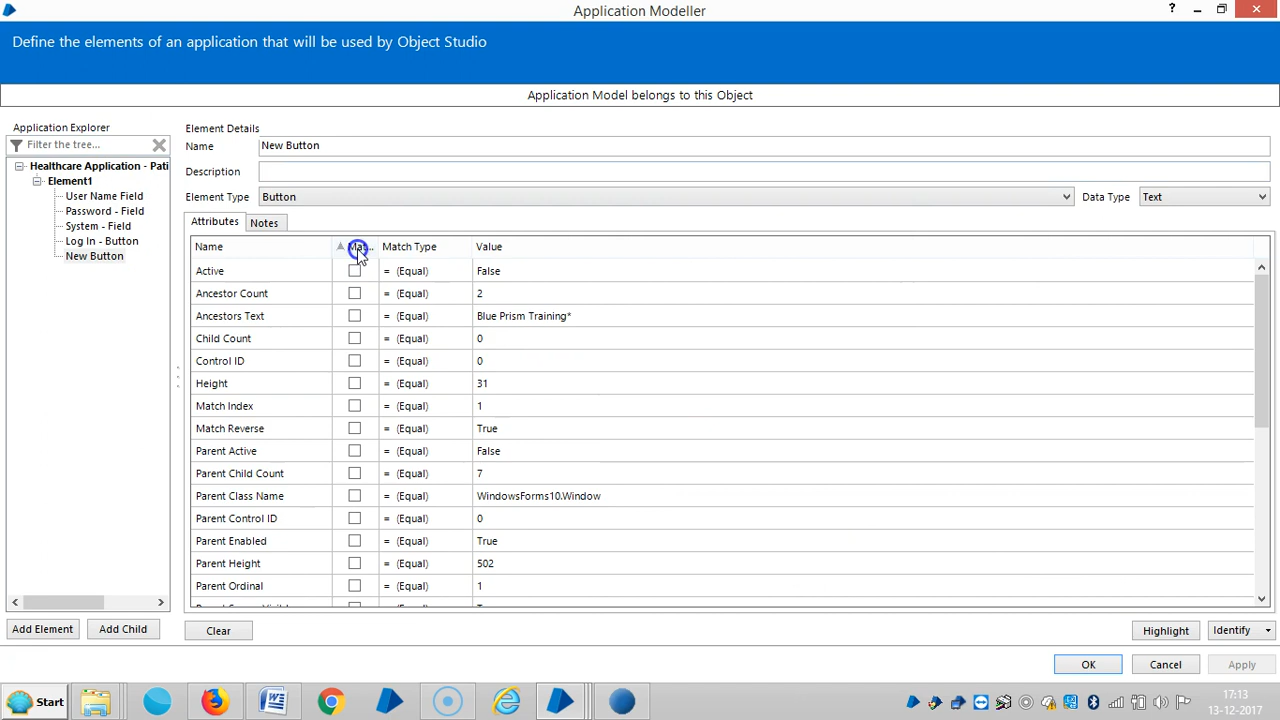 Application Modeller
?
Define the elements of an application that will be used by Object Studio
Application Model belongs to this Object
Application Explorer
Filter the tree...
Healthcare Application - Pati
Element1
User Name Field
Password - Field
System - Field
Log In - Button
New Button
Add Element
Add Child
Element Details
Name New Button
Description
Element Type Button Data Type Text
Attributes Notes
Name Mat... Match Type Value
Active = (Equal) False
Ancestor Count = (Equal) 2
Ancestors Text = (Equal) Blue Prism Training*
Child Count = (Equal) 0
Control ID = (Equal) 0
Height = (Equal) 31
Match Index = (Equal) 1
Match Reverse = (Equal) True
Parent Active = (Equal) False
Parent Child Count = (Equal) 7
Parent Class Name = (Equal) WindowsForms10.Window
Parent Control ID = (Equal) 0
Parent Enabled = (Equal) True
Parent Height = (Equal) 502
Parent Ordinal = (Equal) 1
Clear Highlight Identify
OK Cancel Apply
Start
17:13
13-12-2017